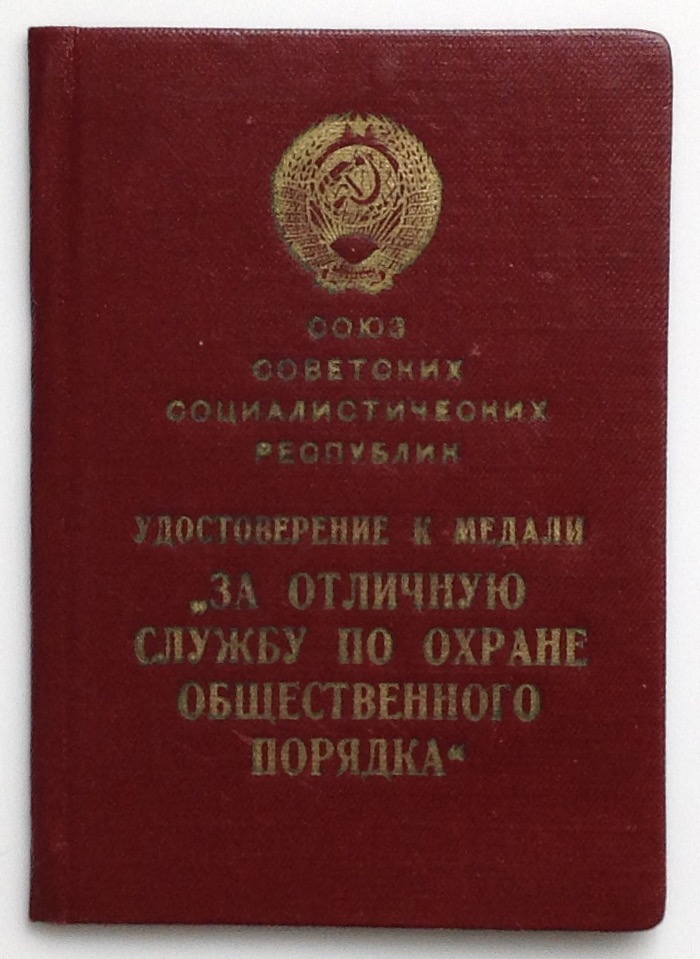 СОЮЗ
СОВЕТСКИХ
СОЦИАЛИСТИЧЕСКИХ
РЕСПУБЛИК
УДОСТОВЕРЕНИЕ К МЕДАЛИ
„ЗА ОТЛИЧНУЮ
СЛУЖБУ ПО ОХРАНЕ
ОБЩЕСТВЕННОГО
ПОРЯДКА“